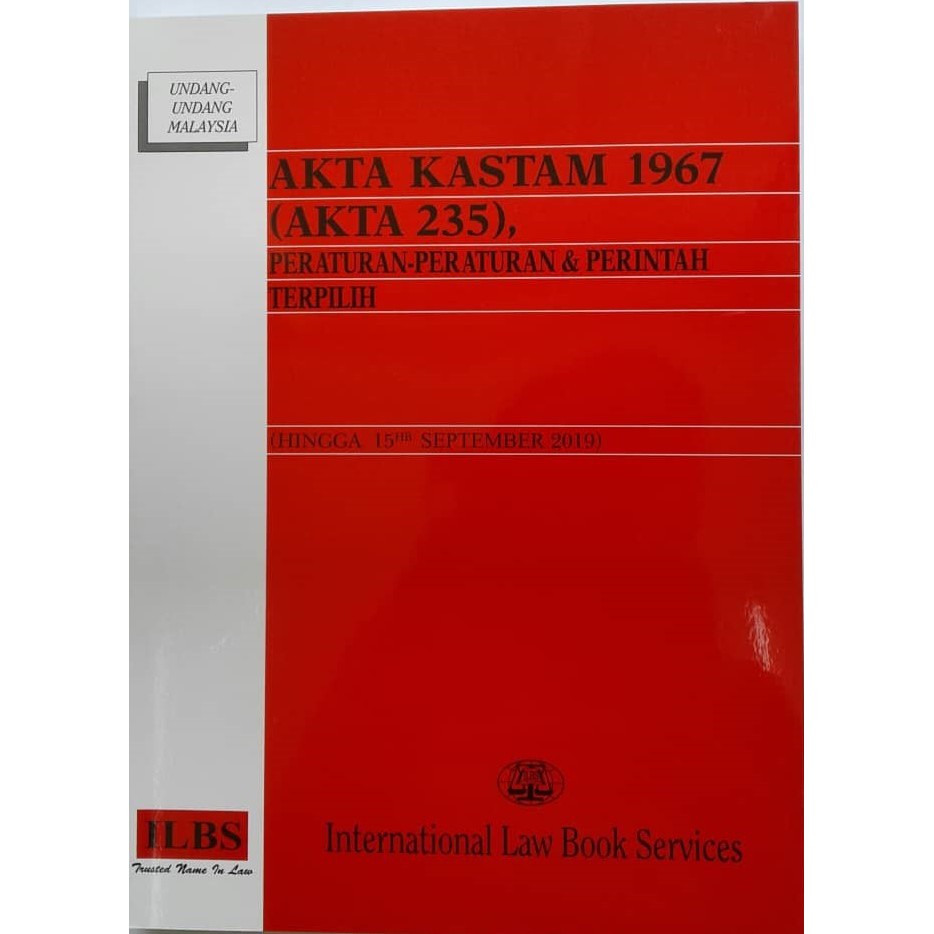 UNDANG-
UNDANG
MALAYSIA
AKTA KASTAM 1967
(AKTA 235),
PERATURAN-PERATURAN & PERINTAH
TERPILIH
(HINGGA 15HB SEPTEMBER 2019)
International Law Book Services
ILBS
Trusted Name In Law